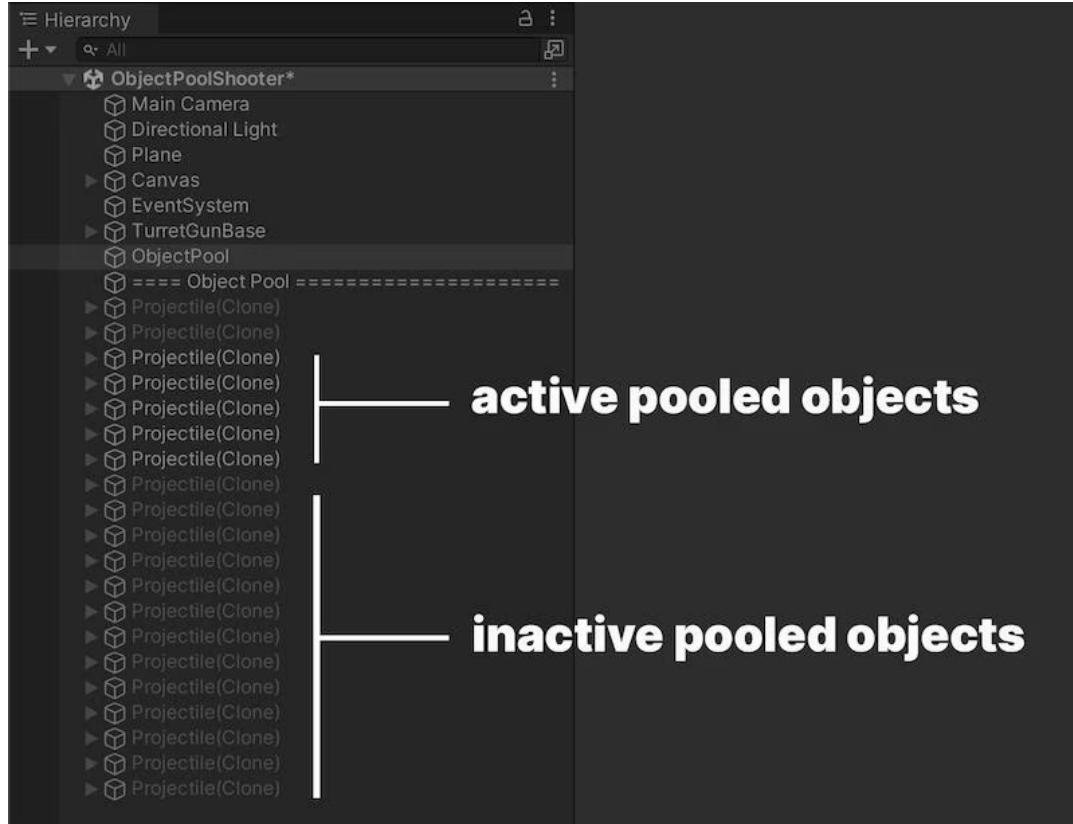 Hierarchy
All
ObjectPoolShooter*
Main Camera
Directional Light
Plane
Canvas
EventSystem
TurretGunBase
ObjectPool
==== Object Pool =====================
Projectile(Clone)
Projectile(Clone)
Projectile(Clone)
Projectile(Clone)
active pooled objects
Projectile(Clone)
Projectile(Clone)
Projectile(Clone)
Projectile(Clone)
Projectile(Clone)
Projectile(Clone)
Projectile(Clone)
Projectile(Clone)
Projectile(Clone)
Projectile(Clone)
inactive pooled objects
Projectile(Clone)
Projectile(Clone)
Projectile(Clone)
Projectile(Clone)
Projectile(Clone)
Projectile(Clone)